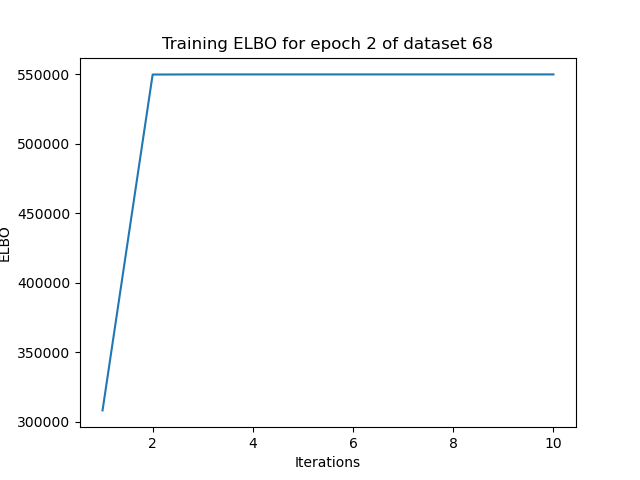 Training ELBO for epoch 2 of dataset 68
550000
500000
450000
400000
350000
300000
ELBO
2 4 6 8 10
Iterations